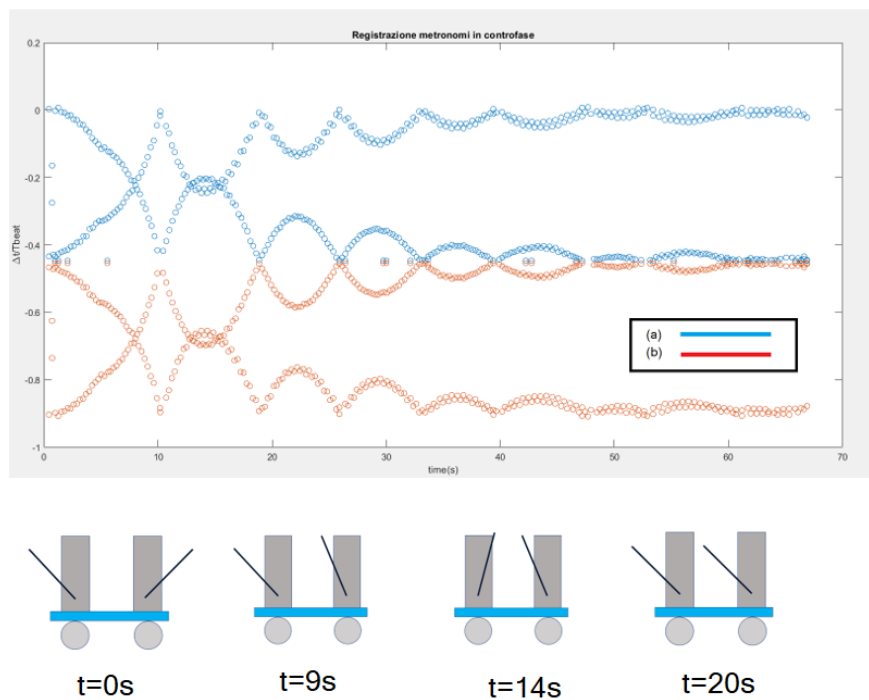 Registrazione metronomi in controfase
0.2
0
-0.2
-0.4
-0.6
-0.8
-1
Δt/Tbeat
0 10 20 30 40 50 60 70
time(s)
(a)
(b)
t=0s t=9s t=14s t=20s